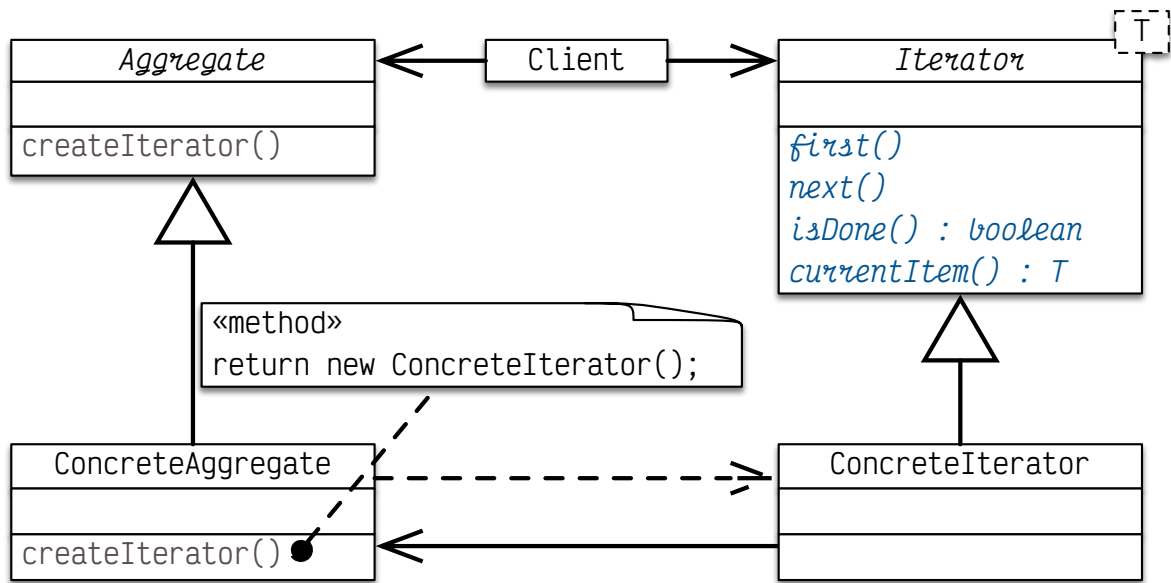 Aggregate
createIterator()
Client
T
Iterator
first()
next()
isDone() : boolean
currentItem() : T
«method»
return new ConcreteIterator();
ConcreteAggregate
createIterator()
ConcreteIterator